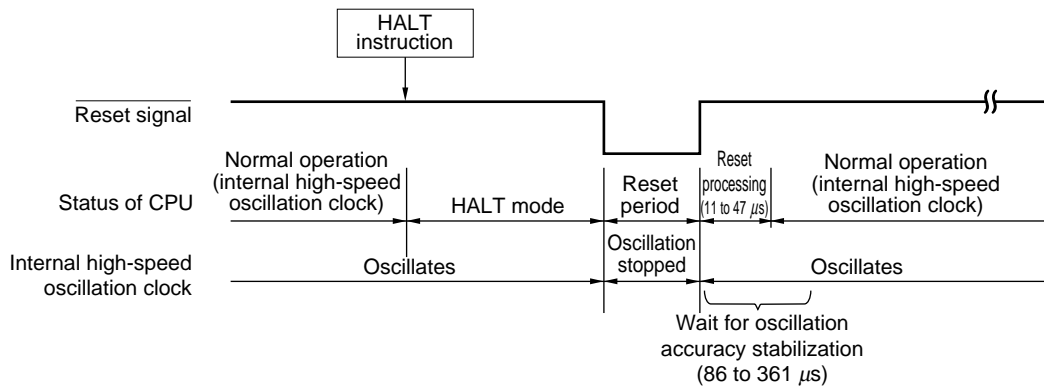 HALT
instruction
Reset signal
Normal operation
(internal high-speed
oscillation clock)
Status of CPU
HALT mode
Reset
period
Reset
processing
(11 to 47 μs)
Normal operation
(internal high-speed
oscillation clock)
Internal high-speed
oscillation clock
Oscillates
Oscillation
stopped
Oscillates
Wait for oscillation
accuracy stabilization
(86 to 361 μs)